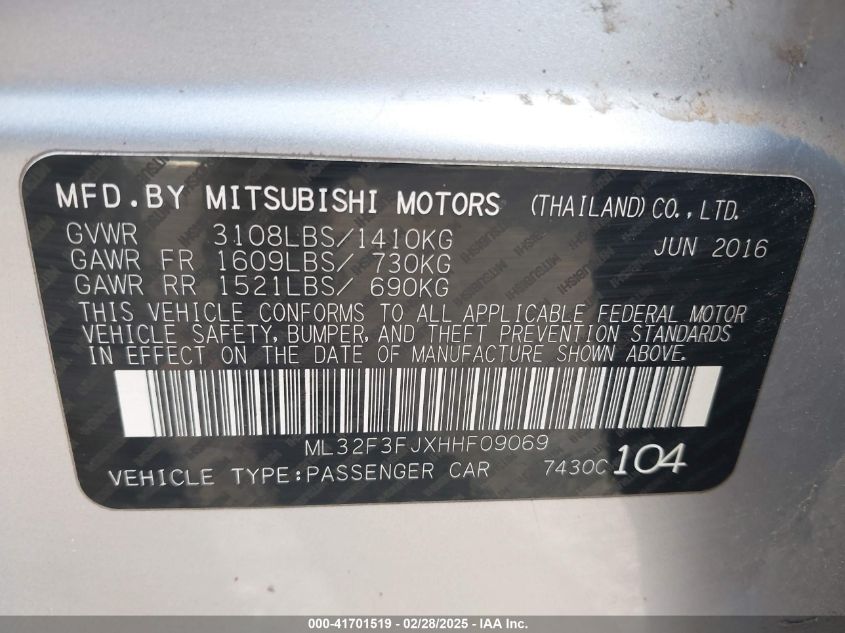 MFD.BY MITSUBISHI MOTORS (THAILAND)CO.,LTD.
GVWR 3108LBS/1410KG JUN 2016
GAWR FR 1609LBS/ 730KG
GAWR RR 1521LBS/ 690KG
THIS VEHICLE CONFORMS TO ALL APPLICABLE FEDERAL MOTOR
VEHICLE SAFETY, BUMPER, AND THEFT PREVENTION STANDARDS
IN EFFECT ON THE DATE OF MANUFACTURE SHOWN ABOVE.
ML32F3FJXHHF09069
VEHICLE TYPE:PASSENGER CAR 7430C 104
000-41701519 / 02/28/2025 - IAA Inc.